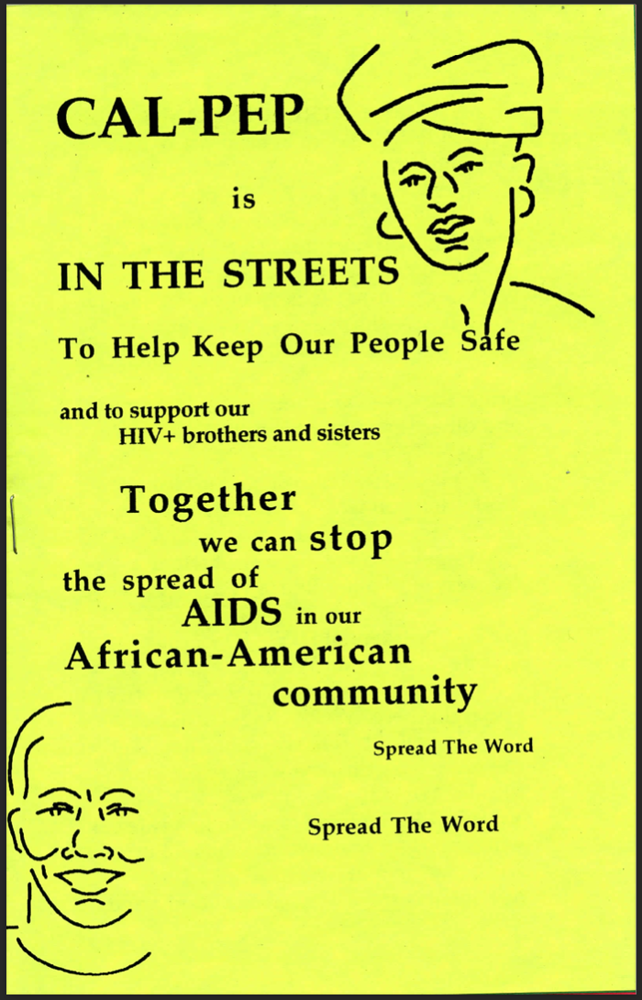 CAL-PEP
is
IN THE STREETS
To Help Keep Our People Safe
and to support our
HIV+ brothers and sisters
Together
we can stop
the spread of
AIDS in our
African-American
community
Spread The Word
Spread The Word